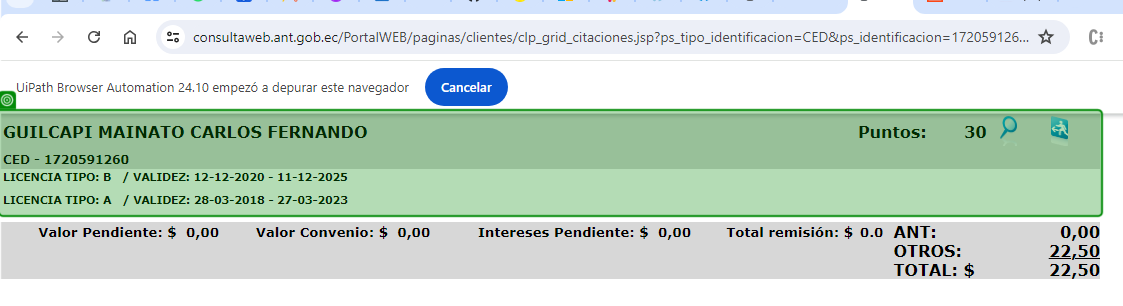 consultaweb.ant.gob.ec/PortalWEB/paginas/clientes/clp_grid_citaciones.jsp?ps_tipo_identificacion=CED&ps_identificacion=172059126...
UiPath Browser Automation 24.10 empezó a depurar este navegador
Cancelar
GUILCAPI MAINATO CARLOS FERNANDO Puntos: 30
CED - 1720591260
LICENCIA TIPO: B / VALIDEZ: 12-12-2020 - 11-12-2025
LICENCIA TIPO: A / VALIDEZ: 28-03-2018 - 27-03-2023
Valor Pendiente: $ 0,00 Valor Convenio: $ 0,00 Intereses Pendiente: $ 0,00 Total remisión: $ 0.0 ANT: 0,00
OTROS: 22,50
TOTAL: $ 22,50